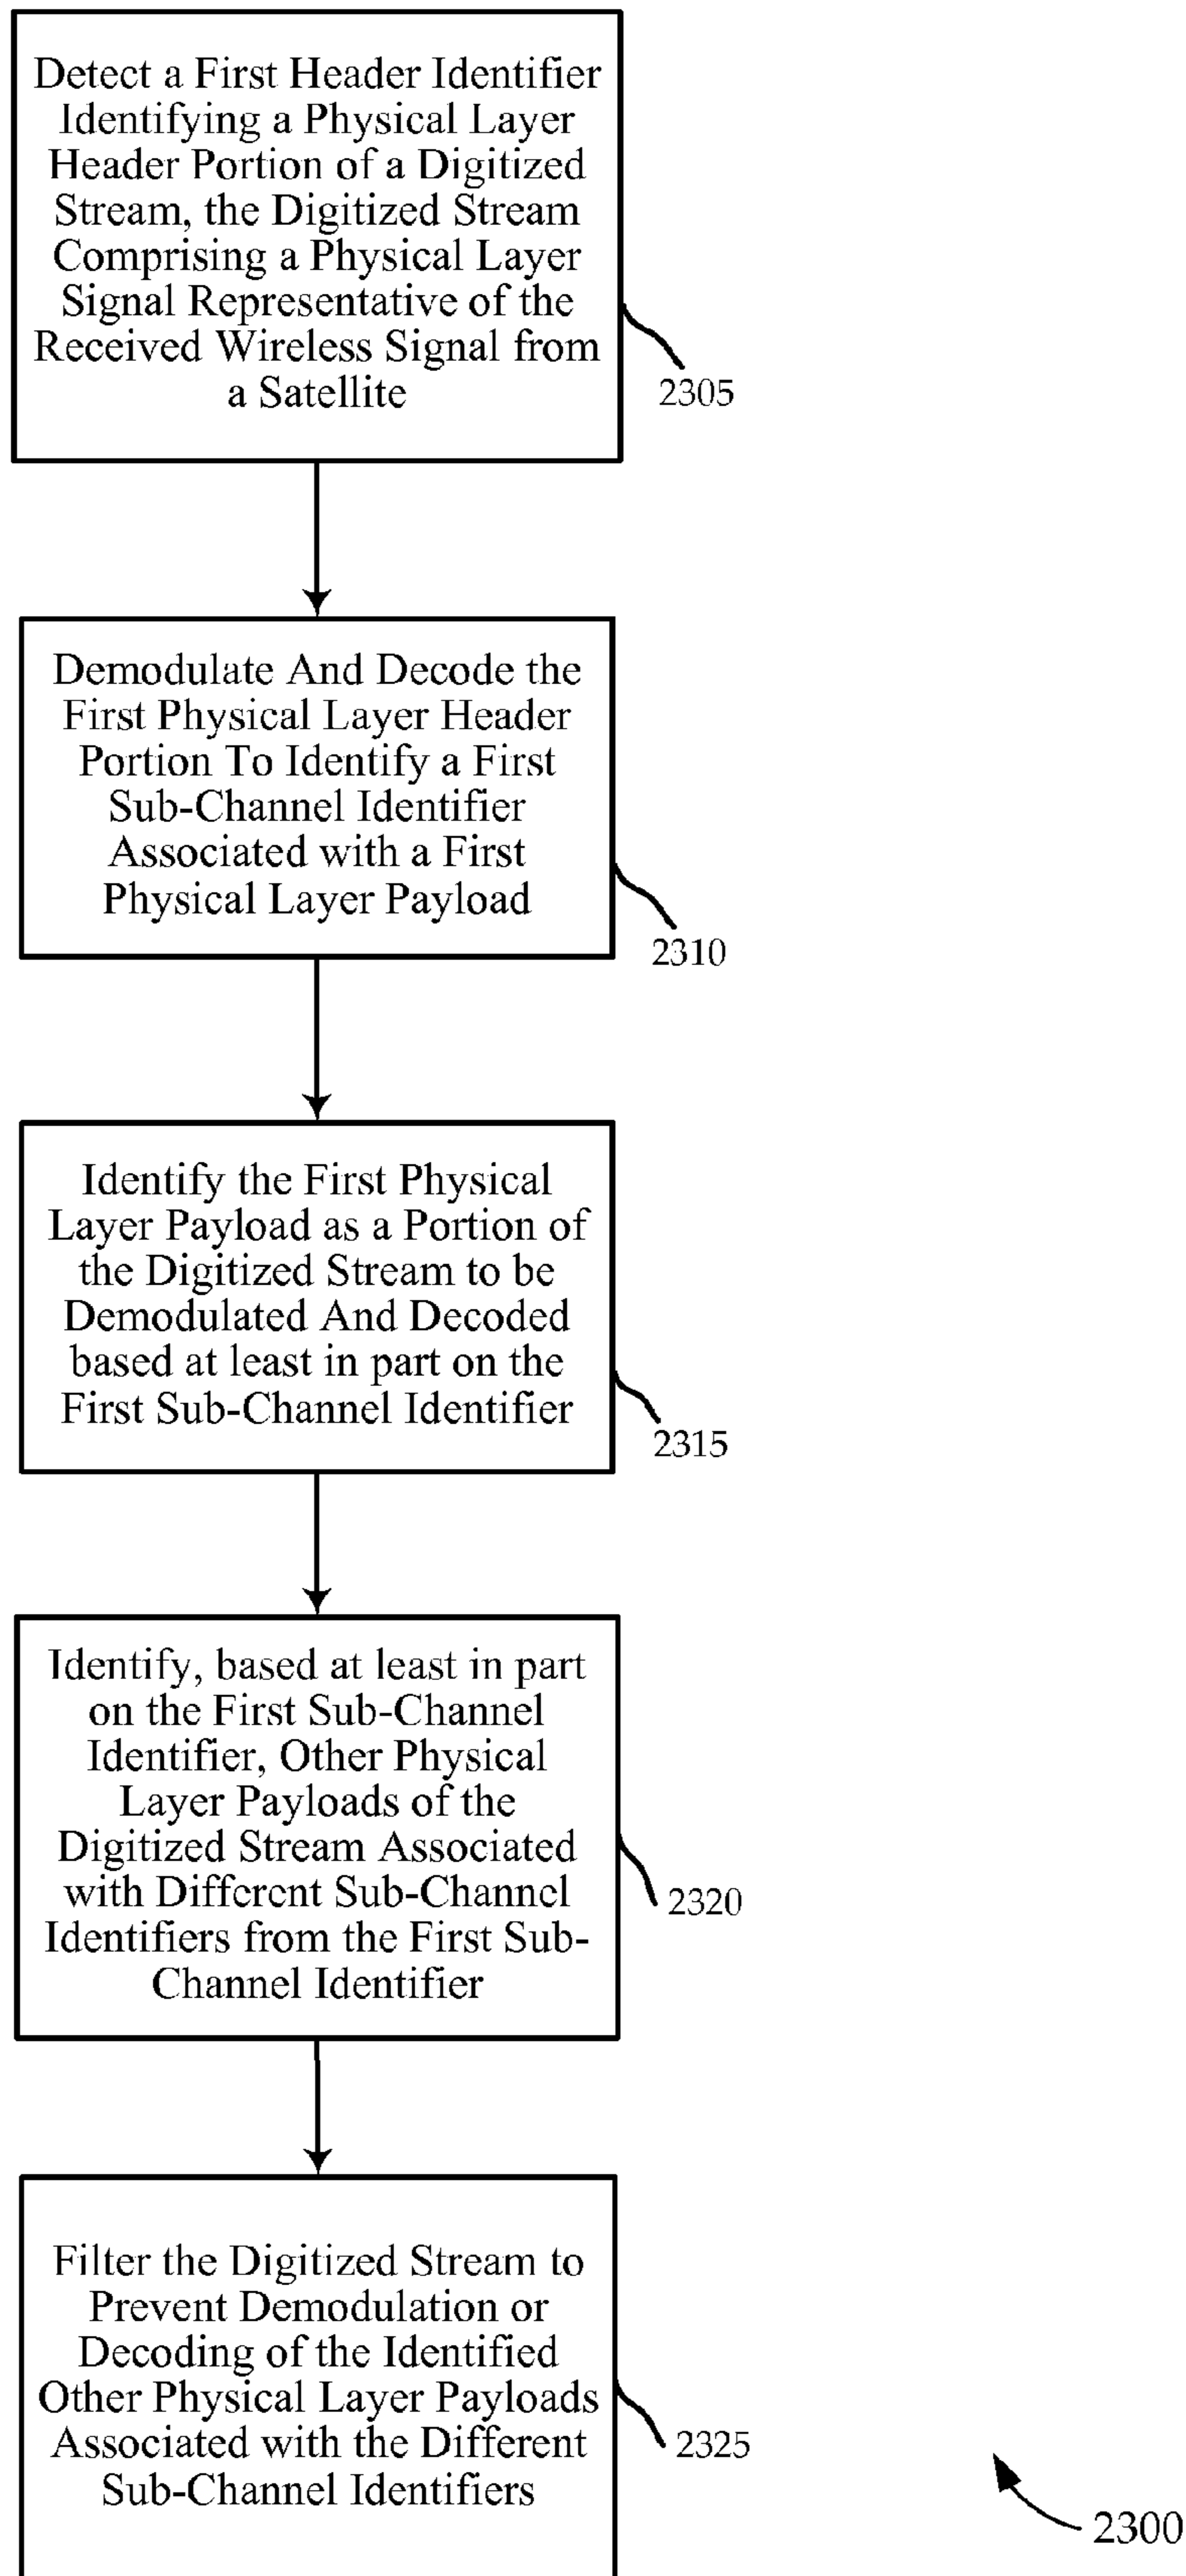 Detect a First Header Identifier
Identifying a Physical Layer
Header Portion of a Digitized
Stream, the Digitized Stream
Comprising a Physical Layer
Signal Representative of the
Received Wireless Signal from
a Satellite
2305
Demodulate And Decode the
First Physical Layer Header
Portion To Identify a First
Sub-Channel Identifier
Associated with a First
Physical Layer Payload
2310
Identify the First Physical
Layer Payload as a Portion of
the Digitized Stream to be
Demodulated And Decoded
based at least in part on the
First Sub-Channel Identifier
2315
Identify, based at least in part
on the First Sub-Channel
Identifier, Other Physical
Layer Payloads of the
Digitized Stream Associated
with Different Sub-Channel
Identifiers from the First Sub-
Channel Identifier
2320
Filter the Digitized Stream to
Prevent Demodulation or
Decoding of the Identified
Other Physical Layer Payloads
Associated with the Different
Sub-Channel Identifiers
2325
2300